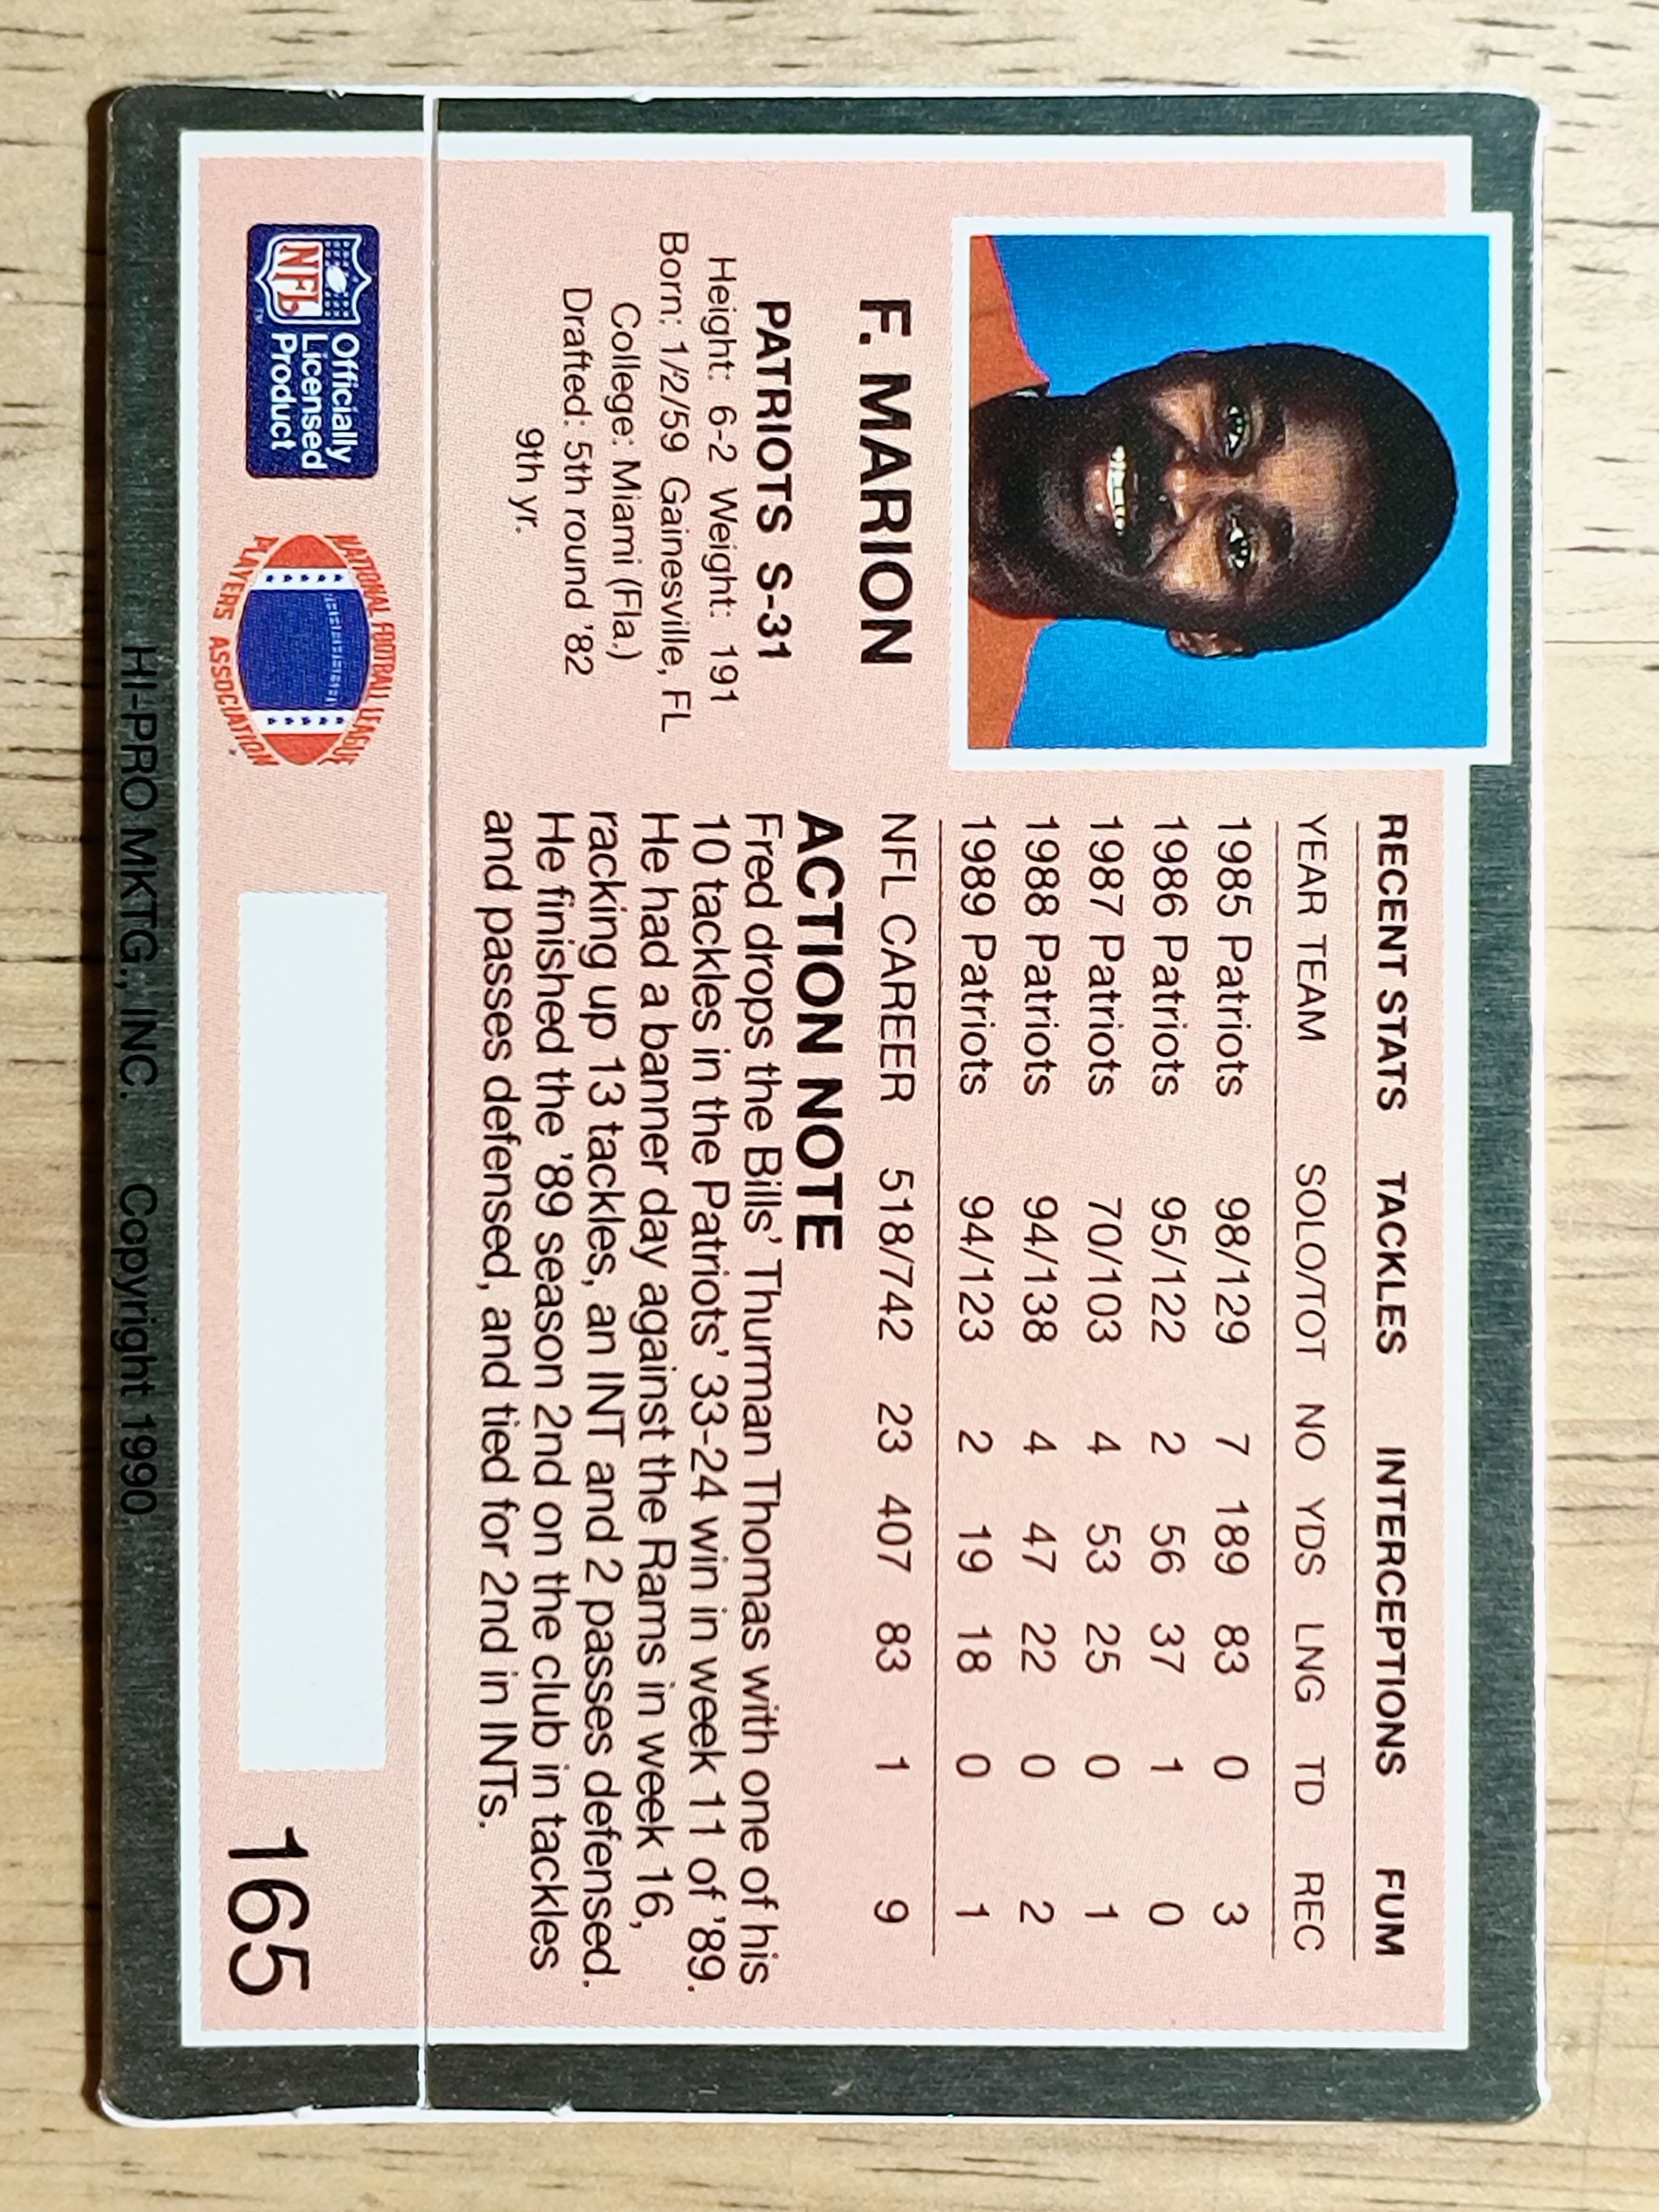 RECENT STATS TACKLES INTERCEPTIONS FUM
YEAR TEAM SOLO/TOT NO YDS LNG TD REC
1985 Patriots 98/129 7 189 83 0 3
1986 Patriots 95/122 2 56 37 1 0
1987 Patriots 70/103 4 53 25 0 1
1988 Patriots 94/138 4 47 22 0 2
1989 Patriots 94/123 2 19 18 0 1
NFL CAREER 518/742 23 407 83 1 9
F. MARION
PATRIOTS S-31
Height: 6-2 Weight: 191
Born: 1/2/59 Gainesville, FL
College: Miami (Fla.)
Drafted: 5th round '82
9th yr.
ACTION NOTE
Fred drops the Bills' Thurman Thomas with one of his
10 tackles in the Patriots' 33-24 win in week 11 of '89.
He had a banner day against the Rams in week 16,
racking up 13 tackles, an INT and 2 passes defensed.
He finished the '89 season 2nd on the club in tackles
and passes defensed, and tied for 2nd in INTs.
NFL
TM
Officially
Licensed
Product
NATIONAL FOOTBALL LEAGUE
PLAYERS ASSOCIATION
165
HI-PRO MKTG., INC. Copyright 1990